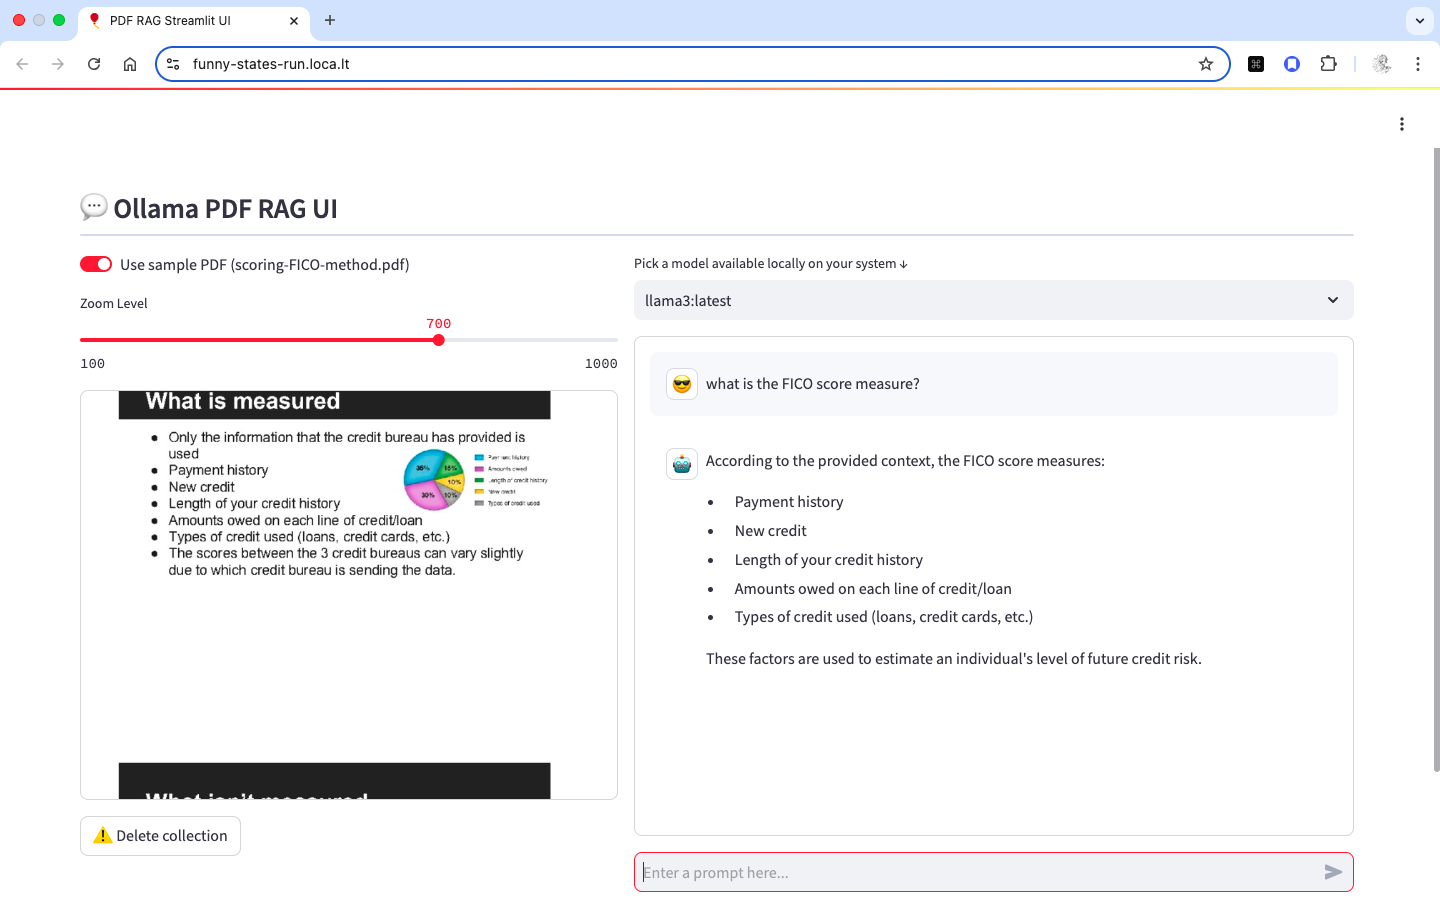 PDF RAG Streamlit UI
funny-states-run.loca.lt
Ollama PDF RAG UI
Use sample PDF (scoring-FICO-method.pdf)
Zoom Level
700
100 1000
What is measured
• Only the information that the credit bureau has provided is
used
• Payment history
• New credit
• Length of your credit history
• Amounts owed on each line of credit/loan
• Types of credit used (loans, credit cards, etc.)
• The scores between the 3 credit bureaus can vary slightly
due to which credit bureau is sending the data.
35% 15%
10%
30% 10%
Payment history
Amounts owed
Length of credit history
New credit
Types of credit used
What isn't measured
Delete collection
Pick a model available locally on your system ↓
llama3:latest
what is the FICO score measure?
According to the provided context, the FICO score measures:
• Payment history
• New credit
• Length of your credit history
• Amounts owed on each line of credit/loan
• Types of credit used (loans, credit cards, etc.)
These factors are used to estimate an individual's level of future credit risk.
Enter a prompt here...